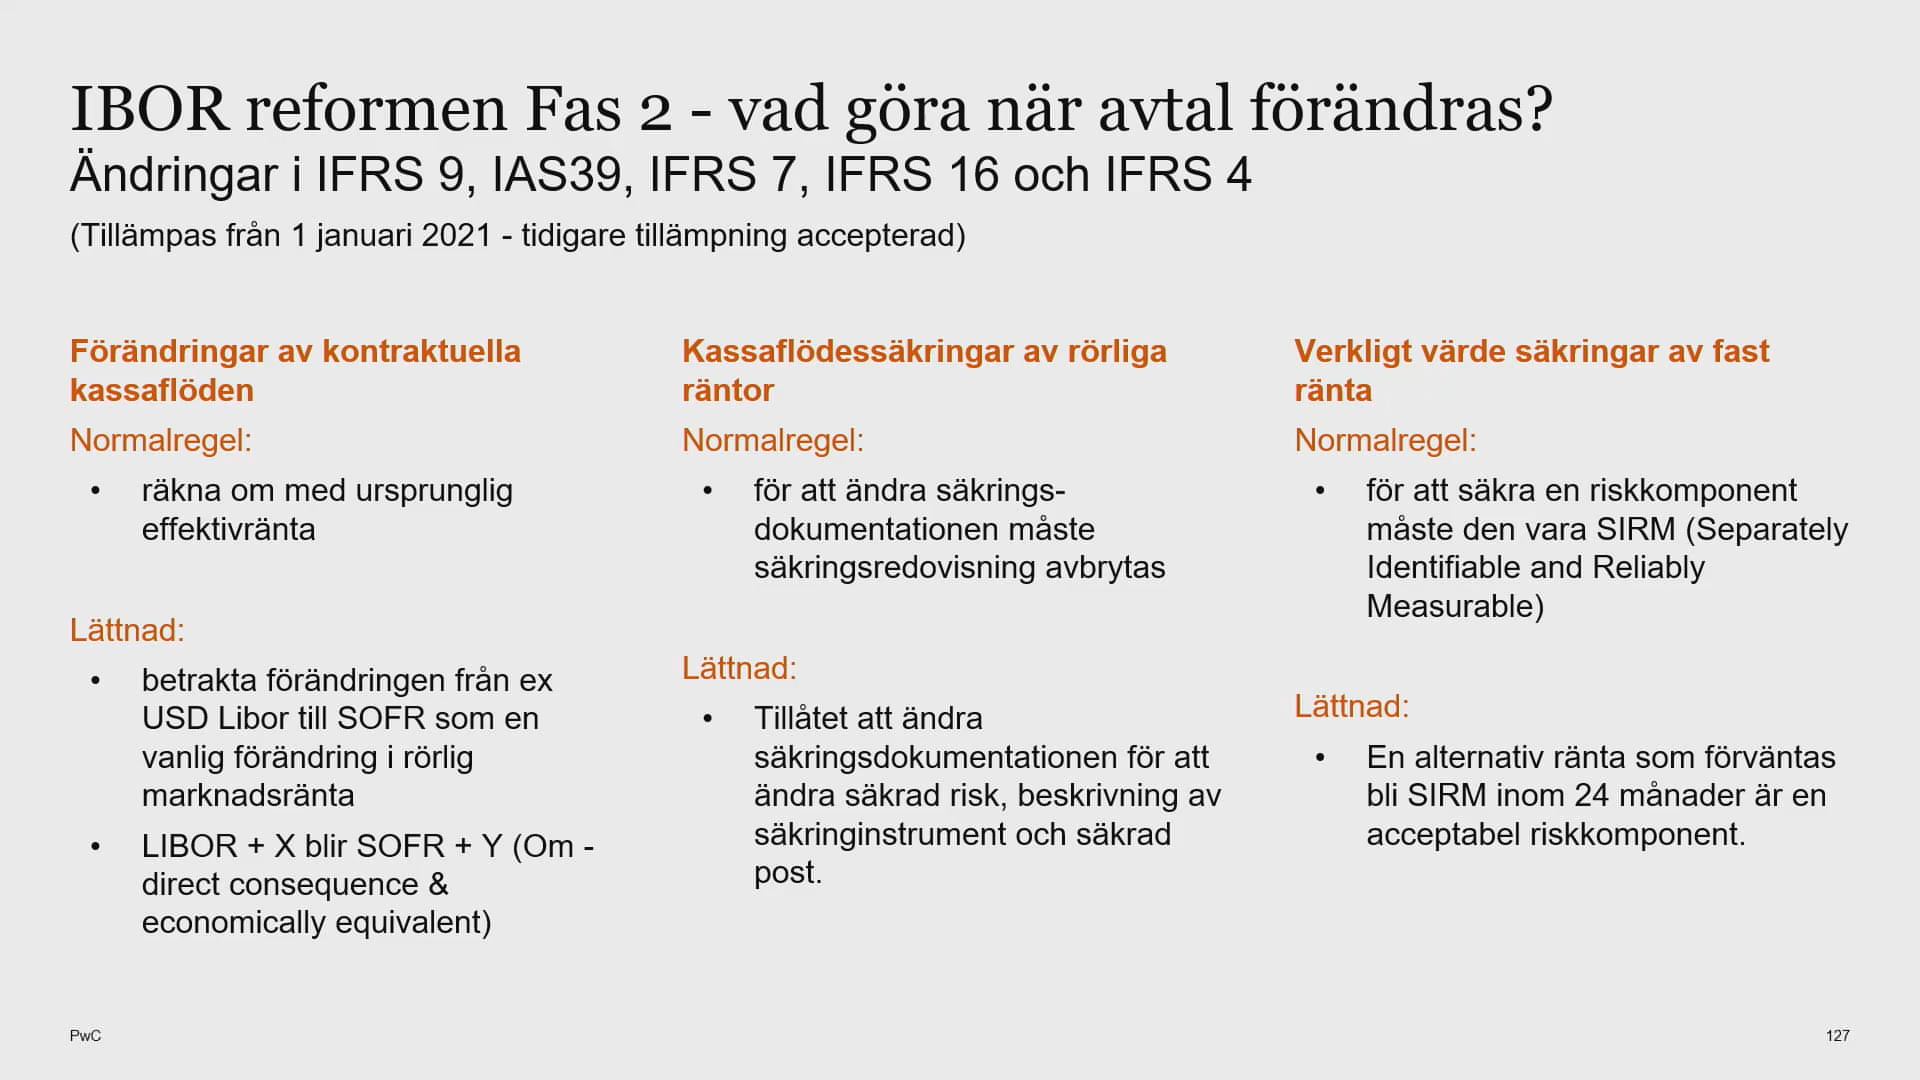 IBOR reformen Fas 2 - vad göra när avtal förändras?
Ändringar i IFRS 9, IAS39, IFRS 7, IFRS 16 och IFRS 4
(Tillämpas från 1 januari 2021 - tidigare tillämpning accepterad)
Förändringar av kontraktuella
kassaflöden
Normalregel:
• räkna om med ursprunglig
effektivränta
Lättnad:
• betrakta förändringen från ex
USD Libor till SOFR som en
vanlig förändring i rörlig
marknadsränta
• LIBOR + X blir SOFR + Y (Om -
direct consequence &
economically equivalent)
Kassaflödessäkringar av rörliga
räntor
Normalregel:
• för att ändra säkrings-
dokumentationen måste
säkringsredovisning avbrytas
Lättnad:
• Tillåtet att ändra
säkringsdokumentationen för att
ändra säkrad risk, beskrivning av
säkringinstrument och säkrad
post.
Verkligt värde säkringar av fast
ränta
Normalregel:
• för att säkra en riskkomponent
måste den vara SIRM (Separately
Identifiable and Reliably
Measurable)
Lättnad:
• En alternativ ränta som förväntas
bli SIRM inom 24 månader är en
acceptabel riskkomponent.
PwC
127